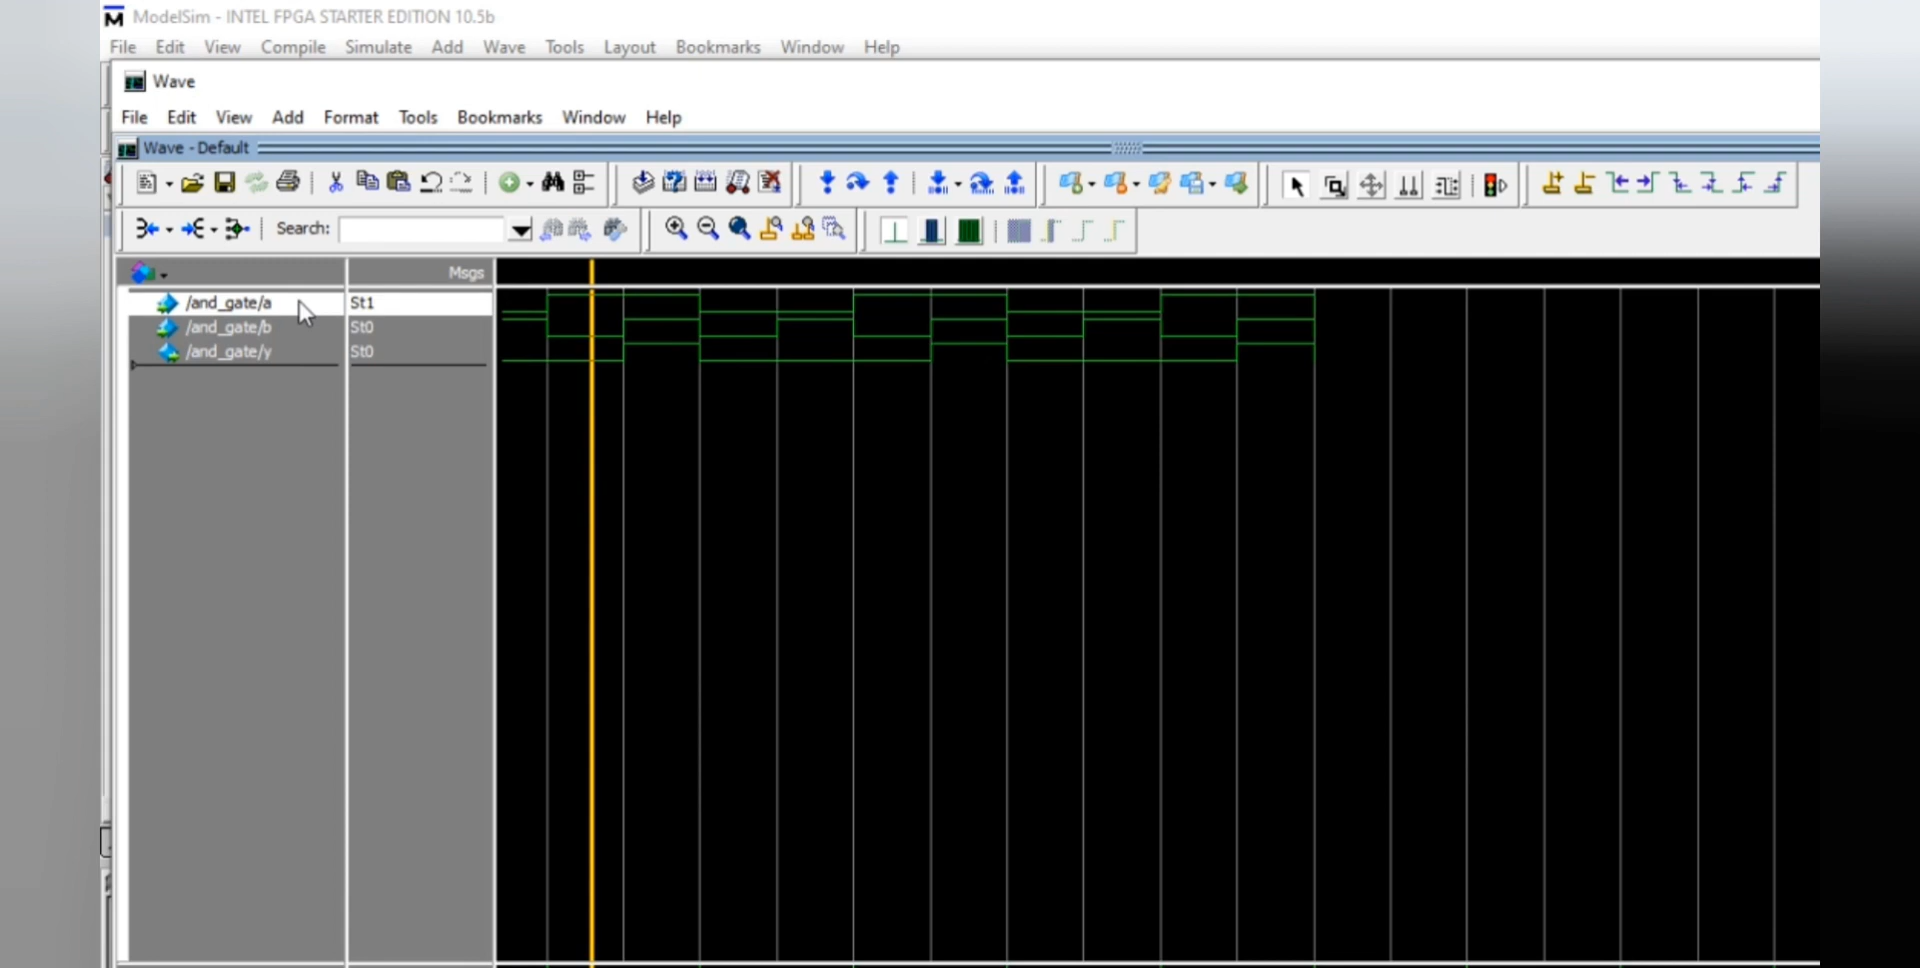 ModelSim - INTEL FPGA STARTER EDITION 10.5b
File Edit View Compile Simulate Add Wave Tools Layout Bookmarks Window Help
Wave
File Edit View Add Format Tools Bookmarks Window Help
Wave - Default
Search:
Msgs
/and_gate/a St1
/and_gate/b St0
/and_gate/y St0